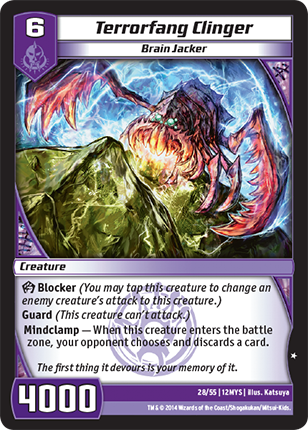 6
Terrorfang Clinger
Brain Jacker
Creature
Blocker (You may tap this creature to change an
enemy creature's attack to this creature.)
Guard (This creature can't attack.)
Mindclamp — When this creature enters the battle
zone, your opponent chooses and discards a card.
The first thing it devours is your memory of it.
4000
28/55 | 12MYS | Illus. Katsuya
TM & © 2014 Wizards of the Coast/Shogakukan/Mitsui-Kids.